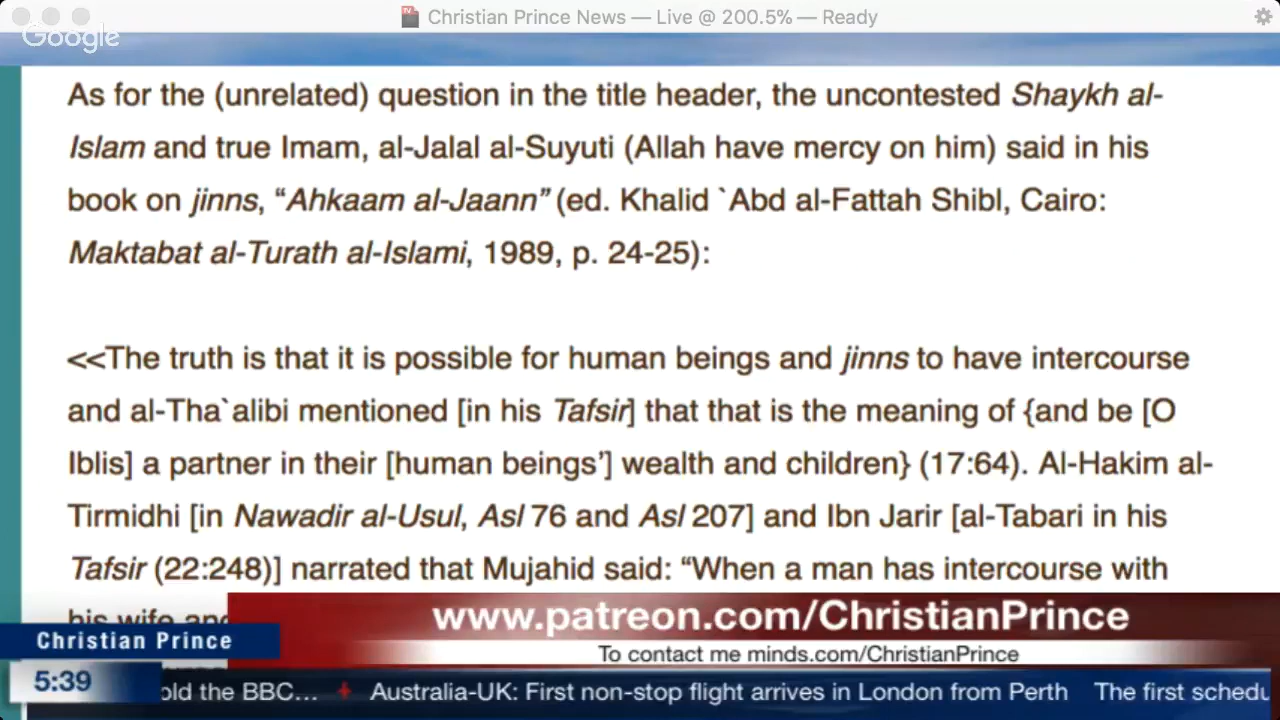 Christian Prince News — Live @ 200.5% — Ready
Google
As for the (unrelated) question in the title header, the uncontested Shaykh al-
Islam and true Imam, al-Jalal al-Suyuti (Allah have mercy on him) said in his
book on jinns, “Ahkaam al-Jaann” (ed. Khalid `Abd al-Fattah Shibl, Cairo:
Maktabat al-Turath al-Islami, 1989, p. 24-25):
<<The truth is that it is possible for human beings and jinns to have intercourse
and al-Tha`alibi mentioned [in his Tafsir] that that is the meaning of {and be [O
Iblis] a partner in their [human beings’] wealth and children} (17:64). Al-Hakim al-
Tirmidhi [in Nawadir al-Usul, Asl 76 and Asl 207] and Ibn Jarir [al-Tabari in his
Tafsir (22:248)] narrated that Mujahid said: “When a man has intercourse with
his wife and
www.patreon.com/ChristianPrince
Christian Prince
To contact me minds.com/ChristianPrince
5:39
old the BBC... + Australia-UK: First non-stop flight arrives in London from Perth The first schedu